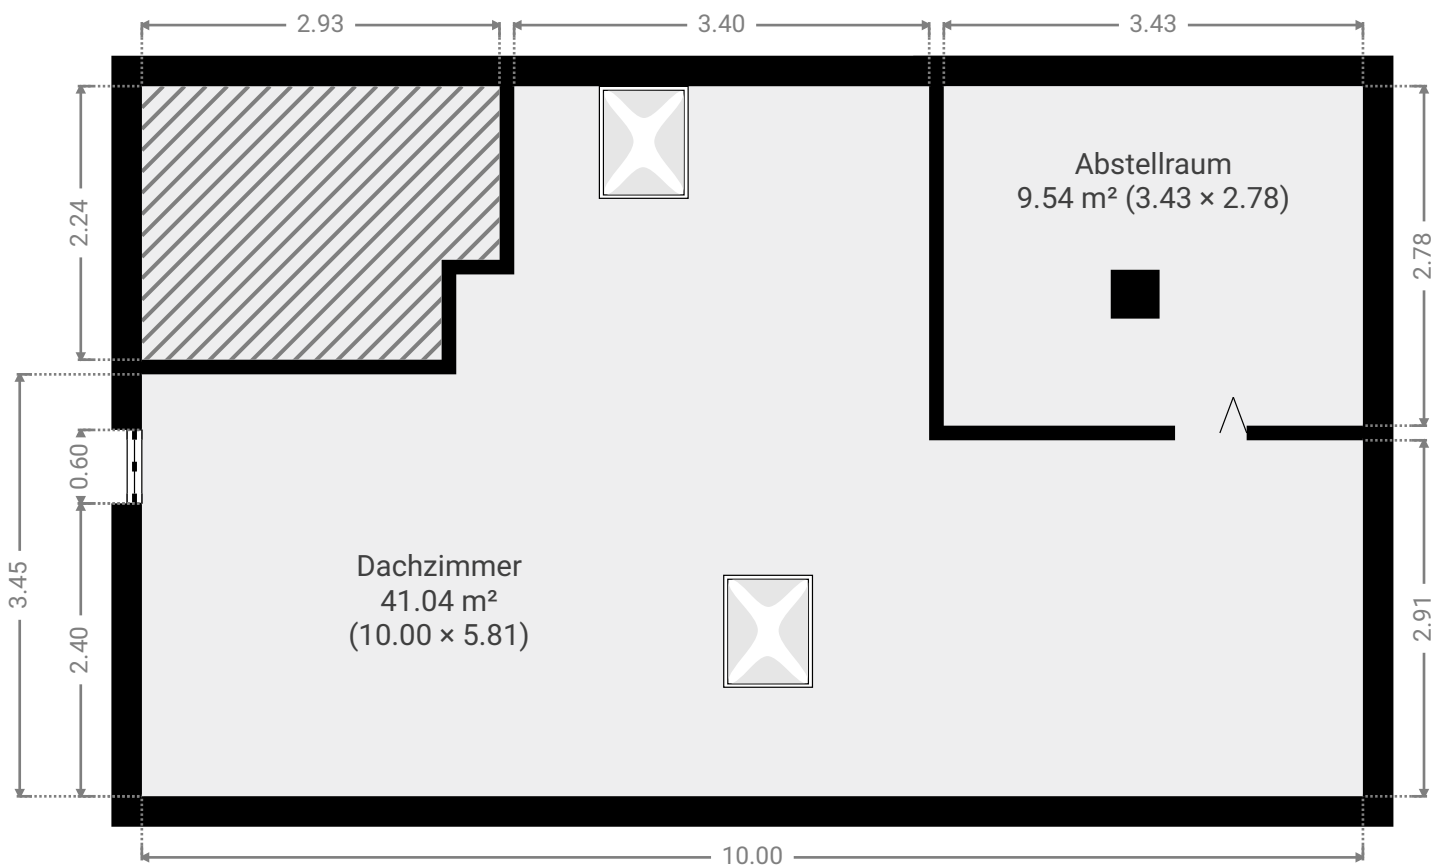 2.93
3.40
3.43
Abstellraum
9.54 m² (3.43 × 2.78)
2.24
2.78
0.60
3.45
Dachzimmer
41.04 m²
(10.00 × 5.81)
2.40
2.91
10.00